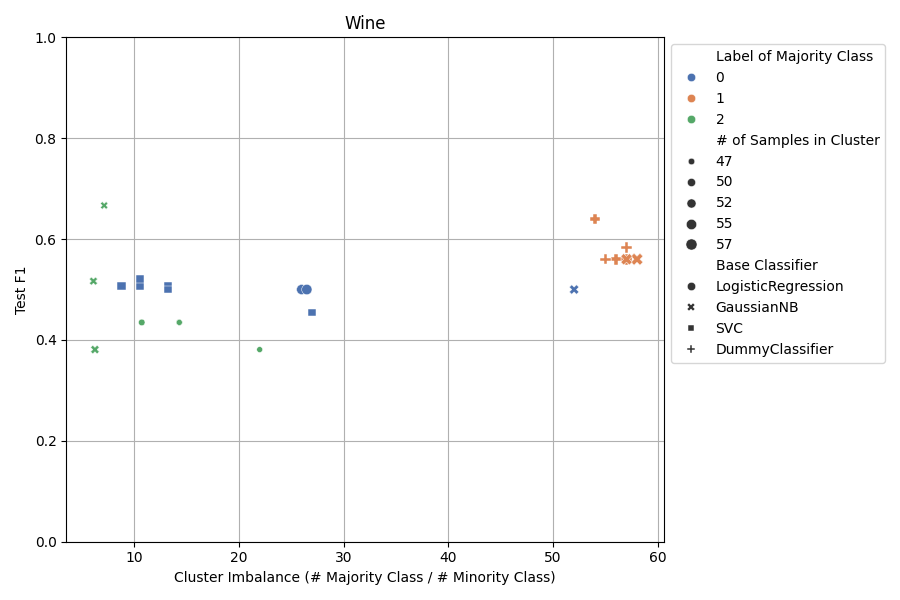 Wine
1.0
0.8
0.6
0.4
0.2
0.0
Test F1
10
20
30
40
50
60
Cluster Imbalance (# Majority Class / # Minority Class)
Label of Majority Class
0
1
2
# of Samples in Cluster
47
50
52
55
57
Base Classifier
LogisticRegression
GaussianNB
SVC
DummyClassifier